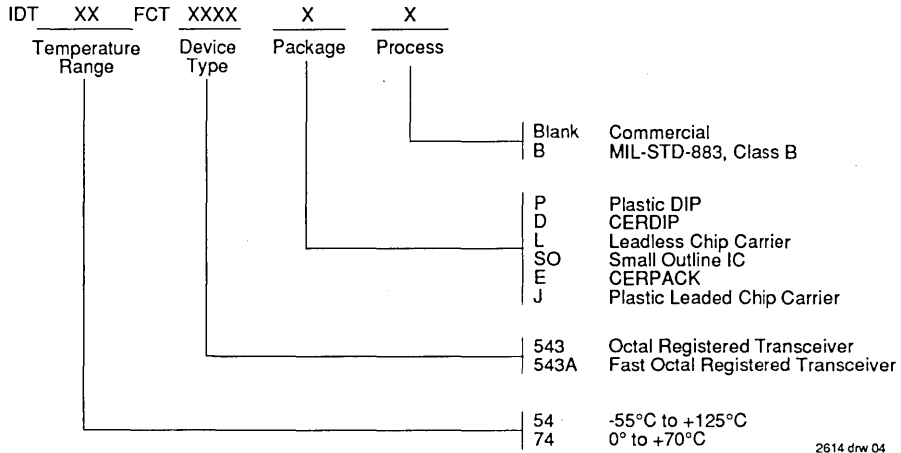 IDT XX FCT XXXX X X
Temperature Range Device Type Package Process
Blank Commercial
B MIL-STD-883, Class B
P Plastic DIP
D CERDIP
L Leadless Chip Carrier
SO Small Outline IC
E CERPACK
J Plastic Leaded Chip Carrier
543 Octal Registered Transceiver
543A Fast Octal Registered Transceiver
54 -55°C to +125°C
74 0° to +70°C
2614 drw 04